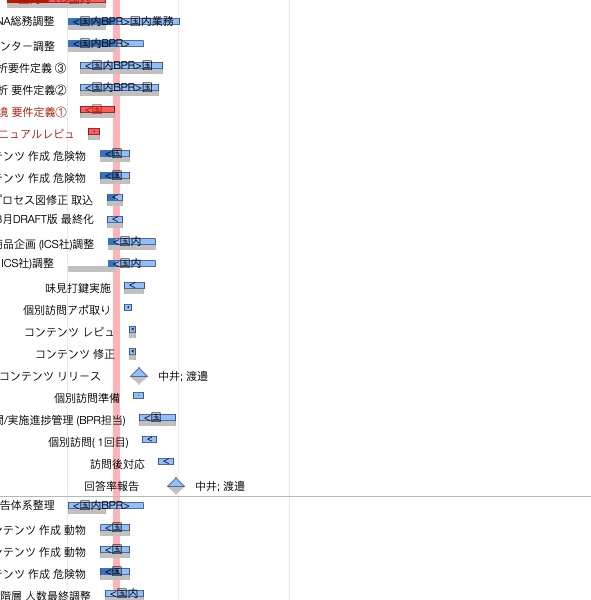 NA総務調整 <国内BPR>国内業務
ンター調整 <国内BPR>
析要件定義 ③ <国内BPR>国
析 要件定義② <国内BPR>国
境 要件定義① <国
ニュアルレビュ
テンツ 作成 危険物 <国
テンツ 作成 危険物 <国
プロセス図修正 取込 <
3月DRAFT版 最終化 <
商品企画 (ICS社)調整 <国内
ICS社)調整 <国内
味見打鍵実施 <
個別訪問アポ取り
コンテンツ レビュ
コンテンツ 修正
コンテンツ リリース 中井; 渡邉
個別訪問準備
問/実施進捗管理 (BPR担当) <国
個別訪問( 1回目) <
訪問後対応 <
回答率報告 中井; 渡邉
告体系整理 <国内BPR>
ンテンツ 作成 動物 <国
ンテンツ 作成 動物 <国
ンテンツ 作成 危険物 <国
階層 人数最終調整 <国内